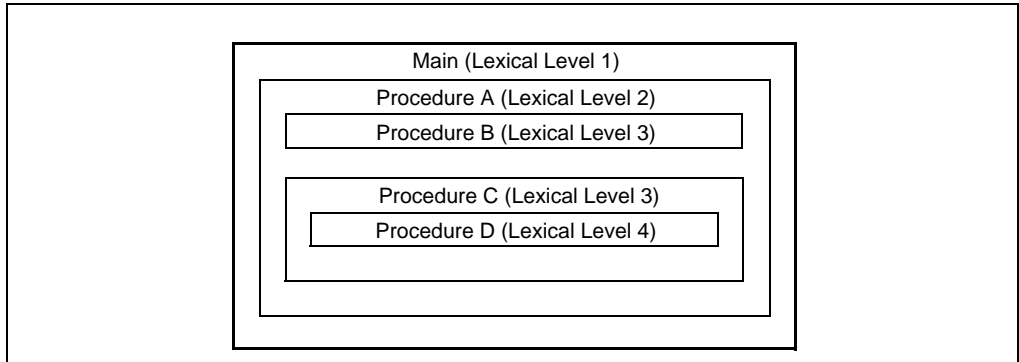 Main (Lexical Level 1)
Procedure A (Lexical Level 2)
Procedure B (Lexical Level 3)
Procedure C (Lexical Level 3)
Procedure D (Lexical Level 4)